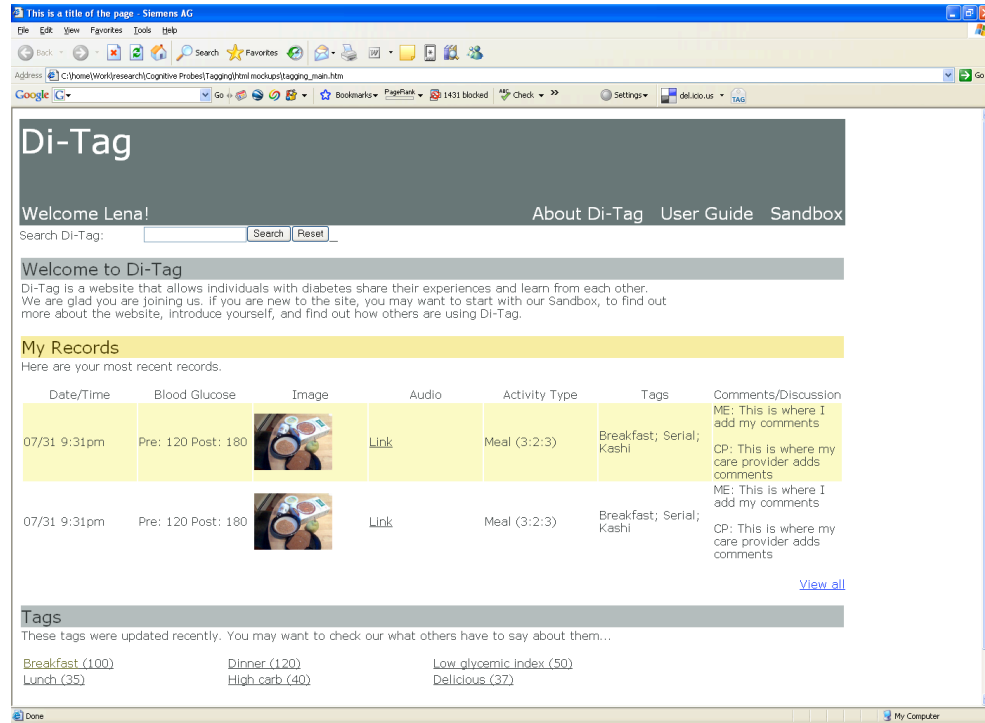 This is a title of the page - Siemens AG
File Edit View Favorites Tools Help
Back Search Favorites
Address C:\home\Work\research\Cognitive Probes\Tagging\html mockups\tagging_main.htm Go
Google G Go Bookmarks PageRank 1431 blocked ABC Check >> Settings del.icio.us TAG
Di-Tag
Welcome Lena! About Di-Tag User Guide Sandbox
Search Di-Tag: Search Reset
Welcome to Di-Tag
Di-Tag is a website that allows individuals with diabetes share their experiences and learn from each other.
We are glad you are joining us. if you are new to the site, you may want to start with our Sandbox, to find out
more about the website, introduce yourself, and find out how others are using Di-Tag.
My Records
Here are your most recent records.
Date/Time Blood Glucose Image Audio Activity Type Tags Comments/Discussion
07/31 9:31pm Pre: 120 Post: 180 Link Meal (3:2:3) Breakfast; Serial;
Kashi
ME: This is where I
add my comments
CP: This is where my
care provider adds
comments
07/31 9:31pm Pre: 120 Post: 180 Link Meal (3:2:3) Breakfast; Serial;
Kashi
ME: This is where I
add my comments
CP: This is where my
care provider adds
comments
View all
Tags
These tags were updated recently. You may want to check our what others have to say about them...
Breakfast (100) Dinner (120) Low glycemic index (50)
Lunch (35) High carb (40) Delicious (37)
Done My Computer